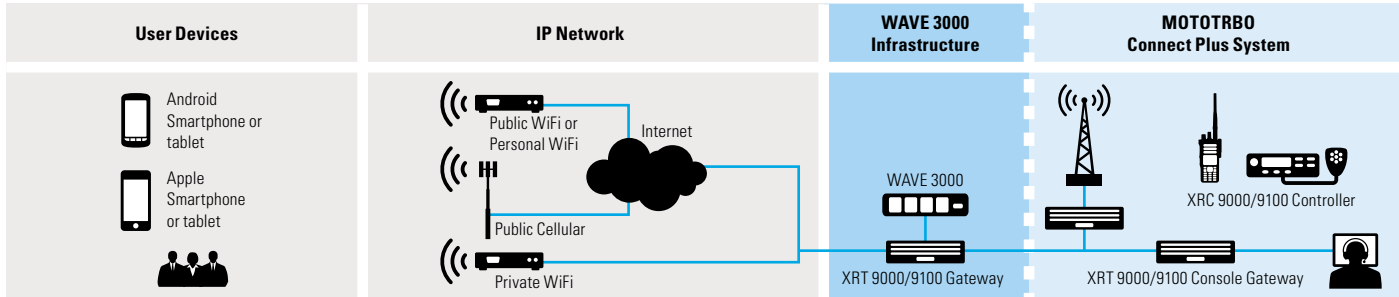 User Devices
IP Network
WAVE 3000
Infrastructure
MOTOTRBO
Connect Plus System
Android
Smartphone or
tablet
Apple
Smartphone
or tablet
Public WiFi or
Personal WiFi
Internet
Public Cellular
Private WiFi
WAVE 3000
XRT 9000/9100 Gateway
XRC 9000/9100 Controller
XRT 9000/9100 Console Gateway